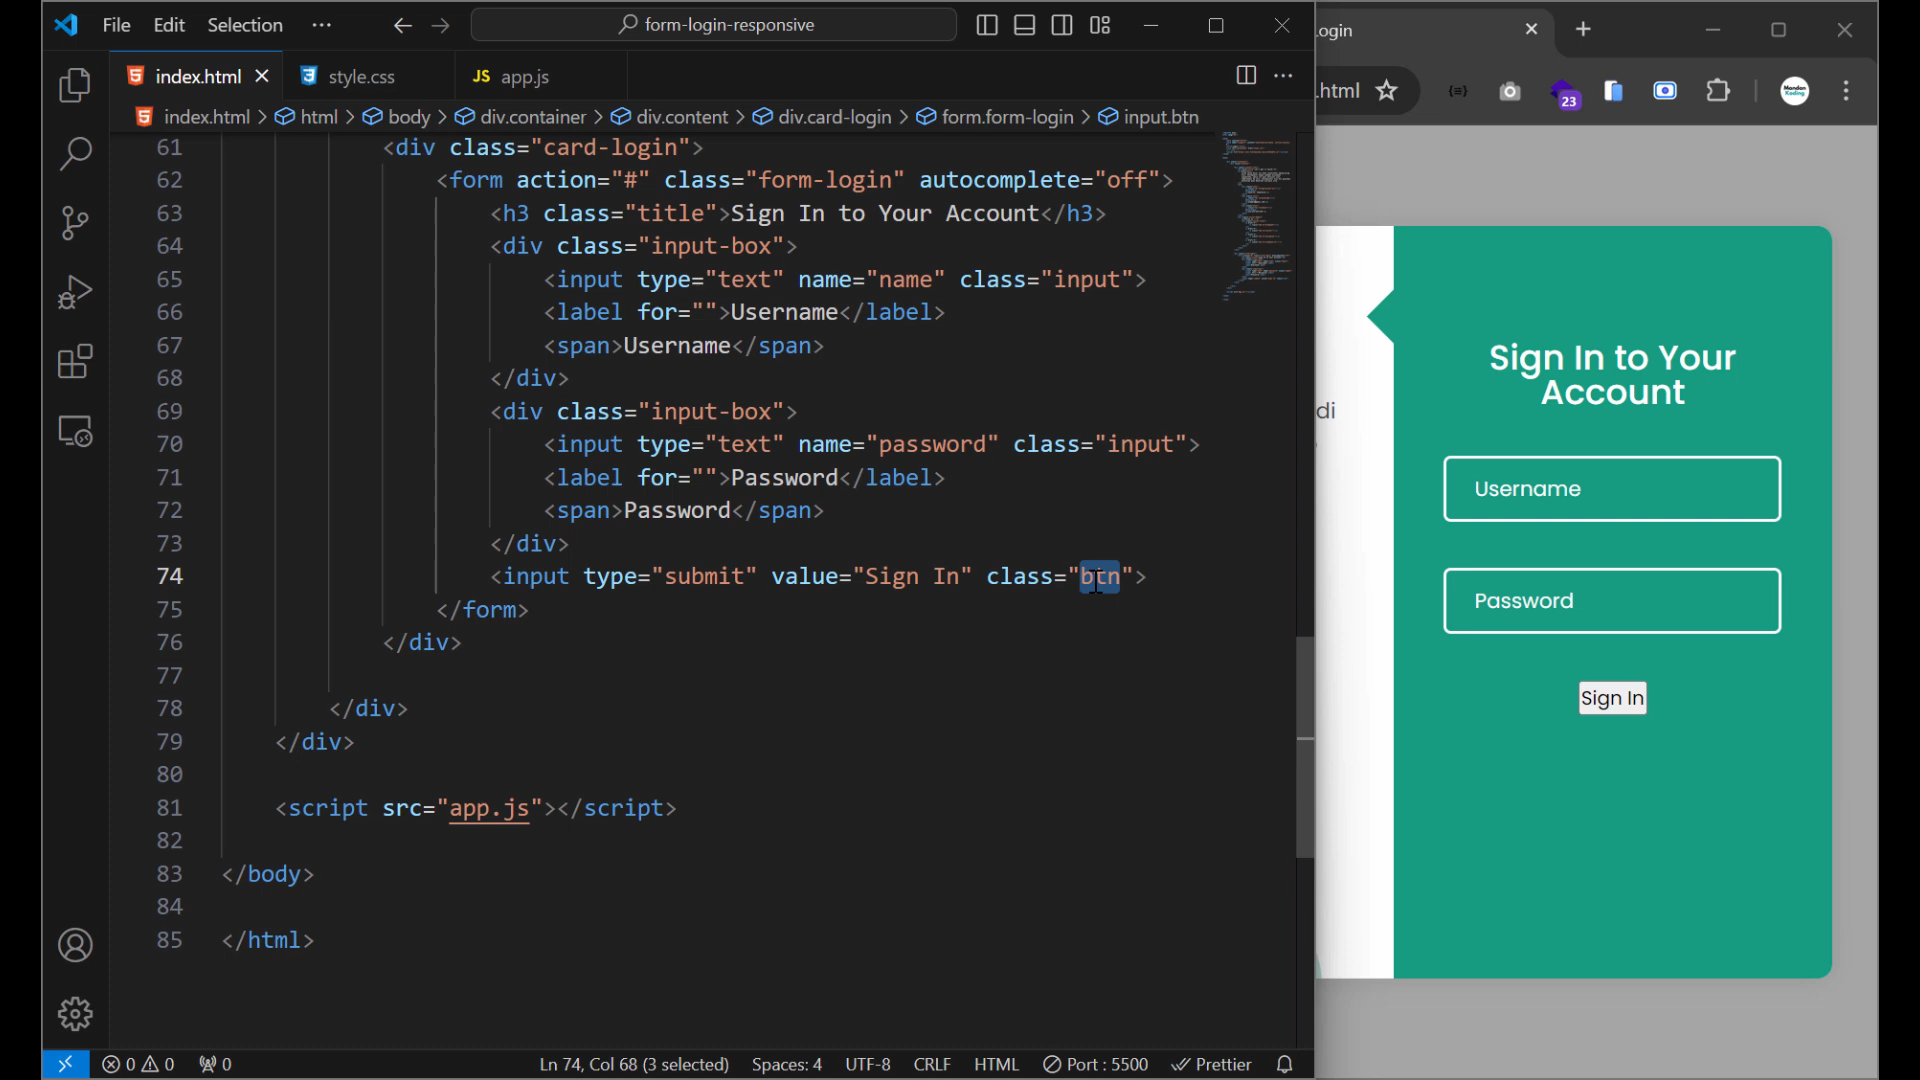 File Edit Selection ··· form-login-responsive
index.html style.css JS app.js
index.html > html > body > div.container > div.content > div.card-login > form.form-login > input.btn
61 <div class="card-login">
62 <form action="#" class="form-login" autocomplete="off">
63 <h3 class="title">Sign In to Your Account</h3>
64 <div class="input-box">
65 <input type="text" name="name" class="input">
66 <label for="">Username</label>
67 <span>Username</span>
68 </div>
69 <div class="input-box">
70 <input type="text" name="password" class="input">
71 <label for="">Password</label>
72 <span>Password</span>
73 </div>
74 <input type="submit" value="Sign In" class="btn">
75 </form>
76 </div>
77
78 </div>
79 </div>
80
81 <script src="app.js"></script>
82
83 </body>
84
85 </html>
0 0 0 Ln 74, Col 68 (3 selected) Spaces: 4 UTF-8 CRLF HTML Port : 5500 Prettier
ogin
.html 23
di
Sign In to Your
Account
Username
Password
Sign In